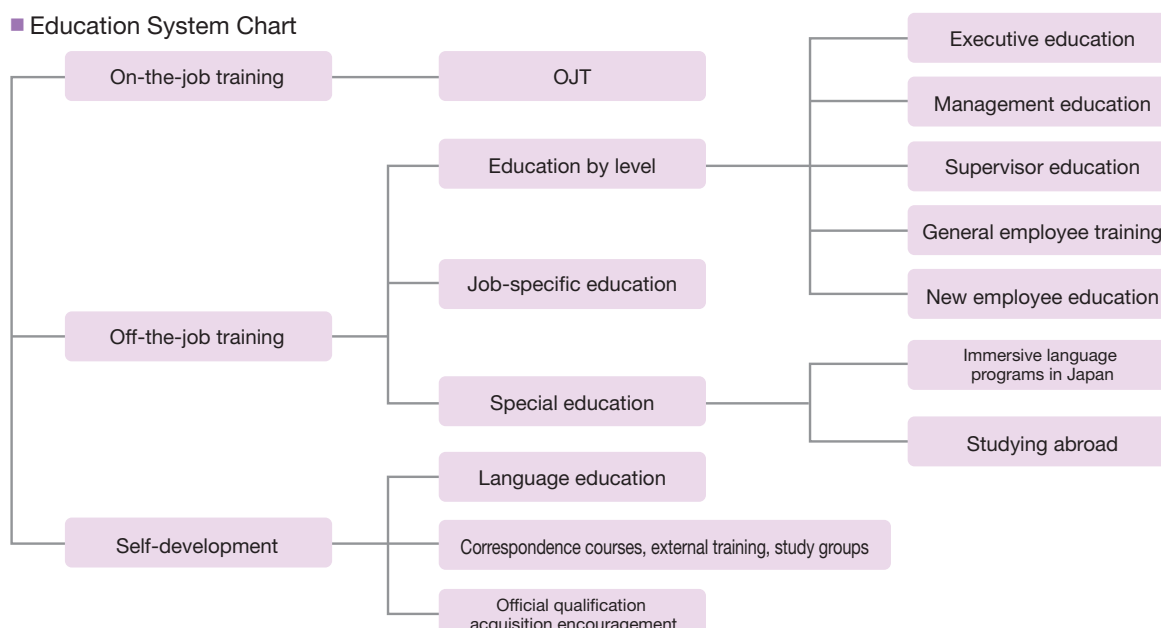 Education System Chart
On-the-job training
OJT
Executive education
Management education
Education by level
Supervisor education
General employee training
Job-specific education
New employee education
Off-the-job training
Immersive language
programs in Japan
Special education
Studying abroad
Language education
Self-development
Correspondence courses, external training, study groups
Official qualification
acquisition encouragement